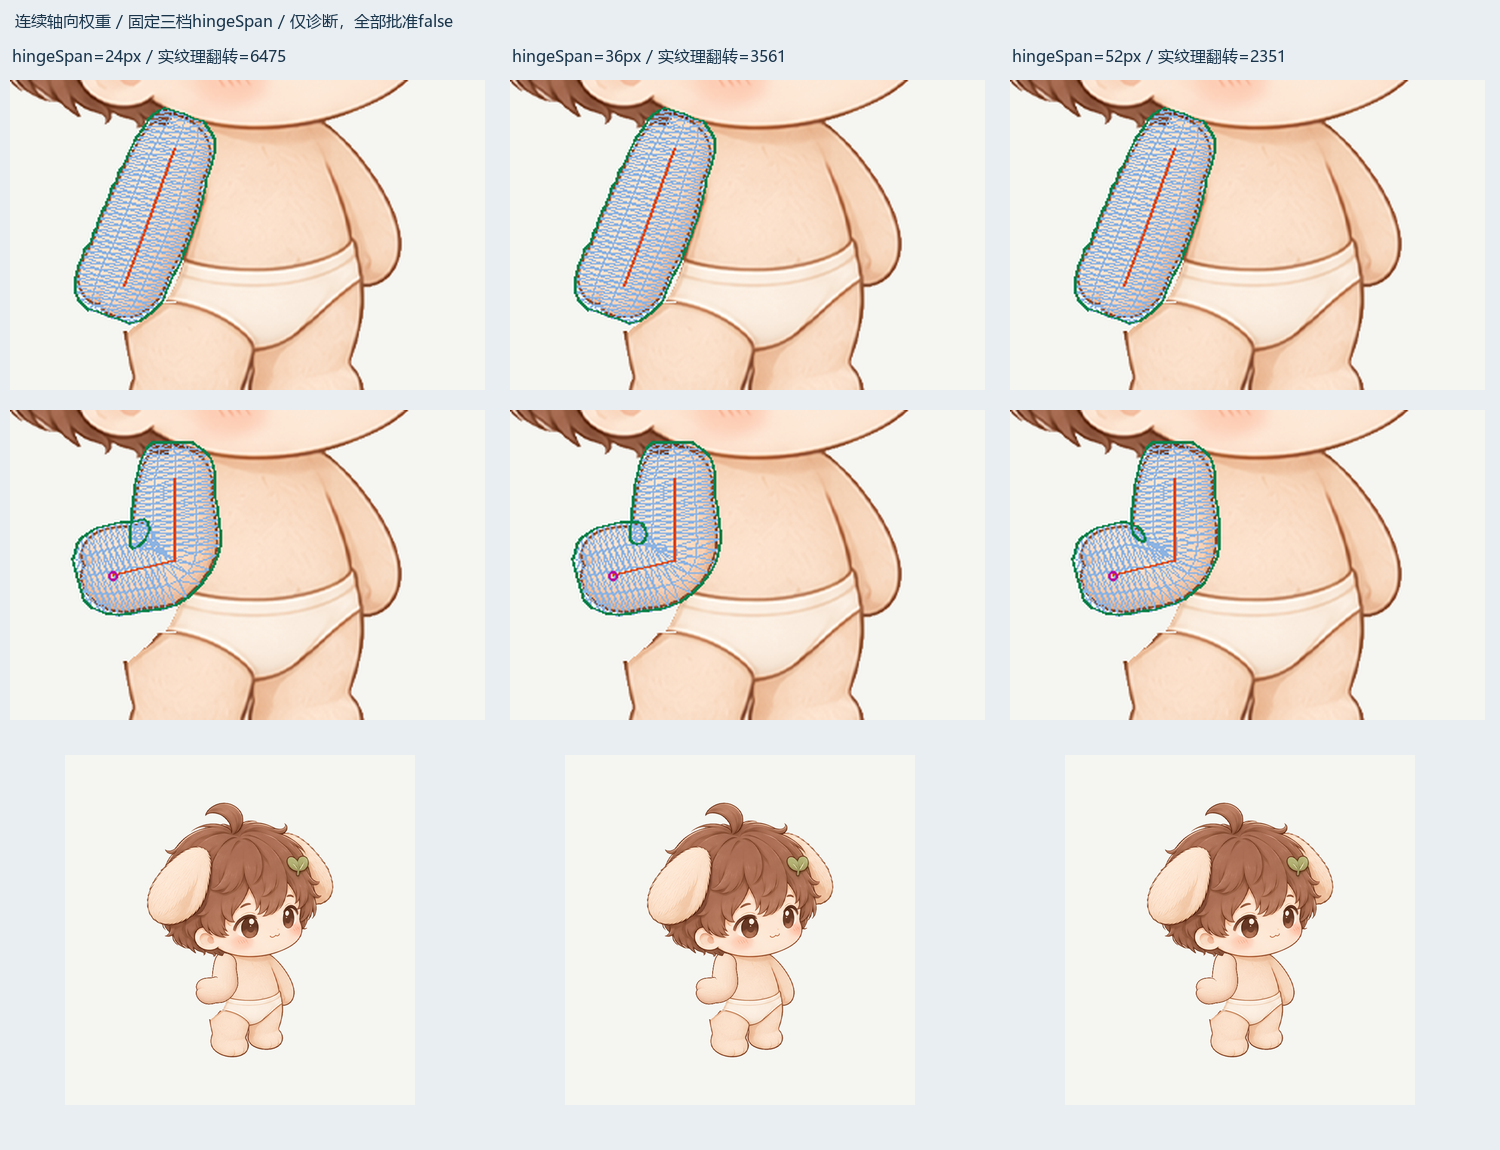 连续轴向权重 / 固定三档hingeSpan / 仅诊断，全部批准false
hingeSpan=24px / 实纹理翻转=6475
hingeSpan=36px / 实纹理翻转=3561
hingeSpan=52px / 实纹理翻转=2351